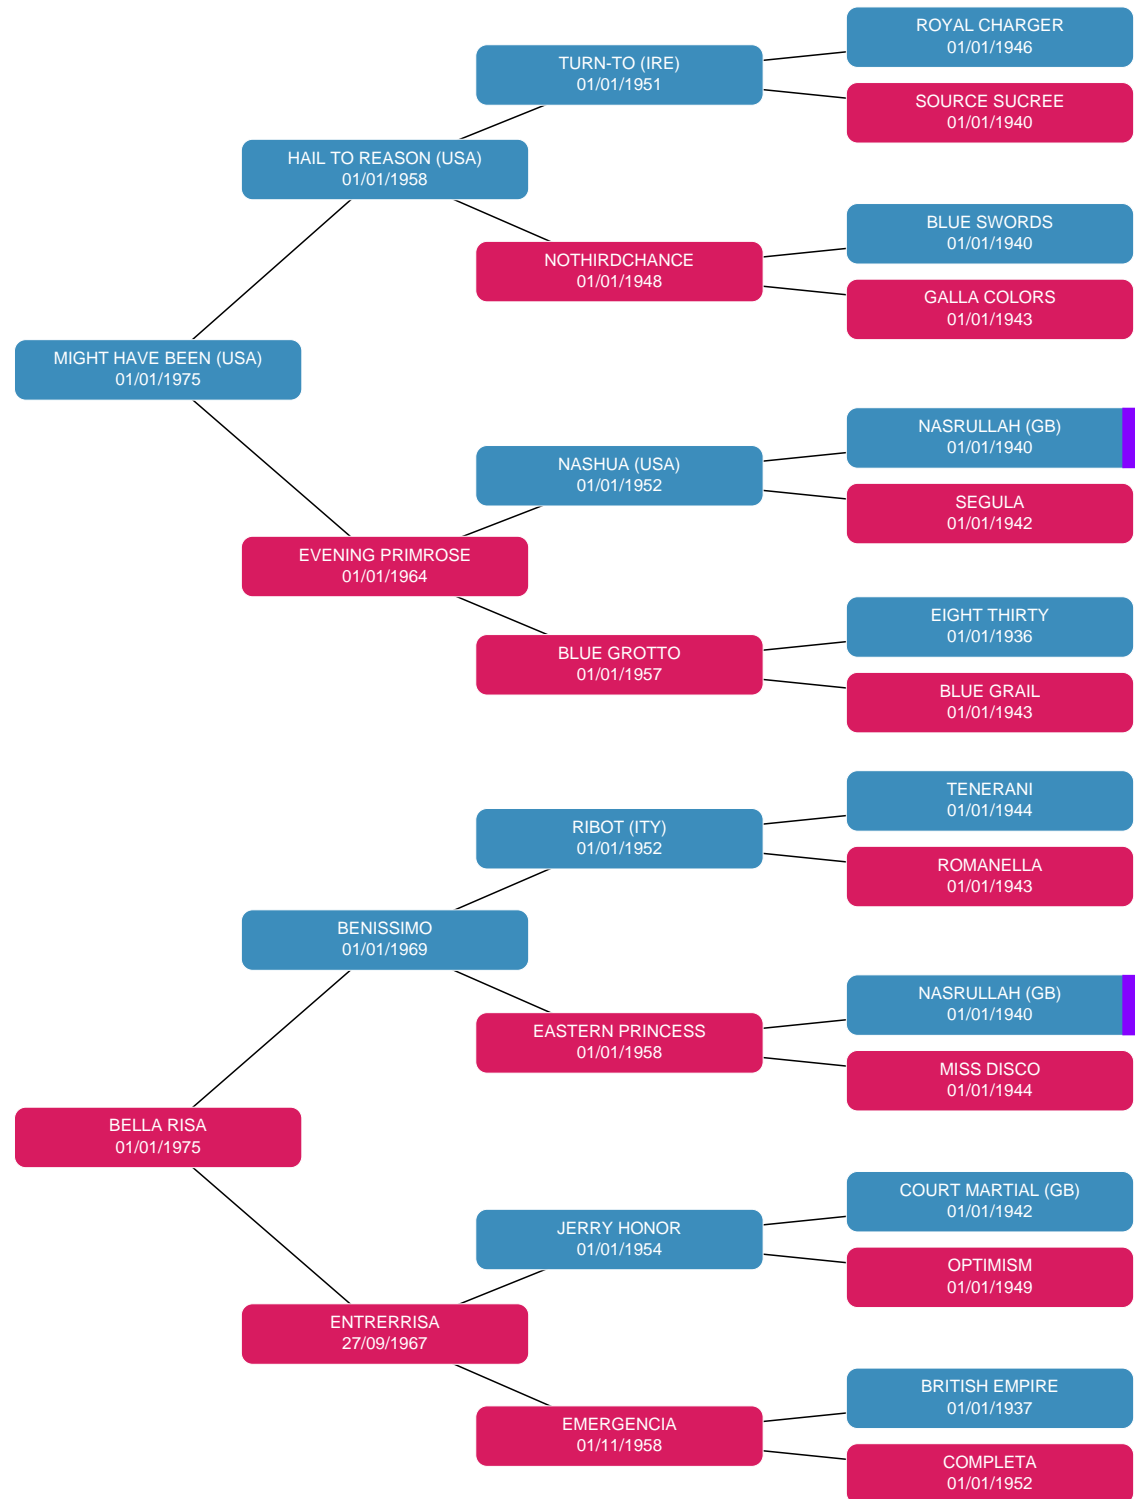 ROYAL CHARGER
01/01/1946
TURN-TO (IRE)
01/01/1951
SOURCE SUCREE
01/01/1940
HAIL TO REASON (USA)
01/01/1958
BLUE SWORDS
01/01/1940
NOTHIRDCHANCE
01/01/1948
GALLA COLORS
01/01/1943
MIGHT HAVE BEEN (USA)
01/01/1975
NASRULLAH (GB)
01/01/1940
NASHUA (USA)
01/01/1952
SEGULA
01/01/1942
EVENING PRIMROSE
01/01/1964
EIGHT THIRTY
01/01/1936
BLUE GROTTO
01/01/1957
BLUE GRAIL
01/01/1943
TENERANI
01/01/1944
RIBOT (ITY)
01/01/1952
ROMANELLA
01/01/1943
BENISSIMO
01/01/1969
NASRULLAH (GB)
01/01/1940
EASTERN PRINCESS
01/01/1958
MISS DISCO
01/01/1944
BELLA RISA
01/01/1975
COURT MARTIAL (GB)
01/01/1942
JERRY HONOR
01/01/1954
OPTIMISM
01/01/1949
ENTRERRISA
27/09/1967
BRITISH EMPIRE
01/01/1937
EMERGENCIA
01/11/1958
COMPLETA
01/01/1952